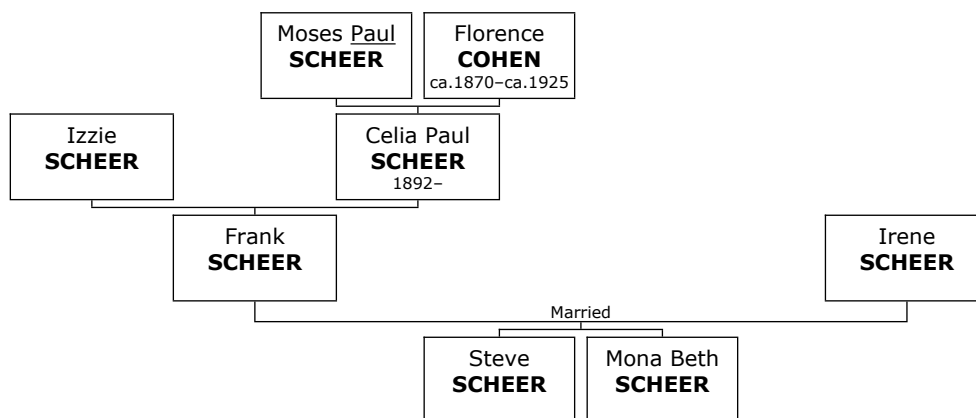 Moses Paul
SCHEER
Florence
COHEN
ca.1870–ca.1925
Izzie
SCHEER
Celia Paul
SCHEER
1892–
Frank
SCHEER
Irene
SCHEER
Married
Steve
SCHEER
Mona Beth
SCHEER